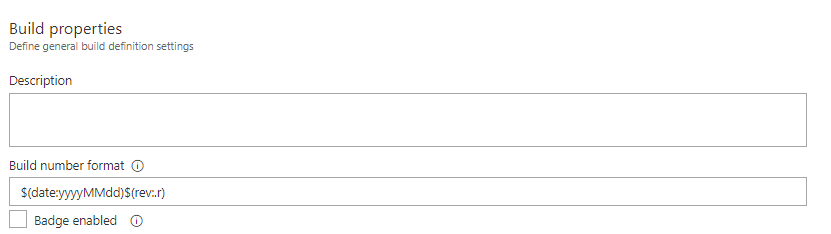 Build properties
Define general build definition settings
Description
Build number format
$(date:yyyyMMdd)$(rev:.r)
Badge enabled